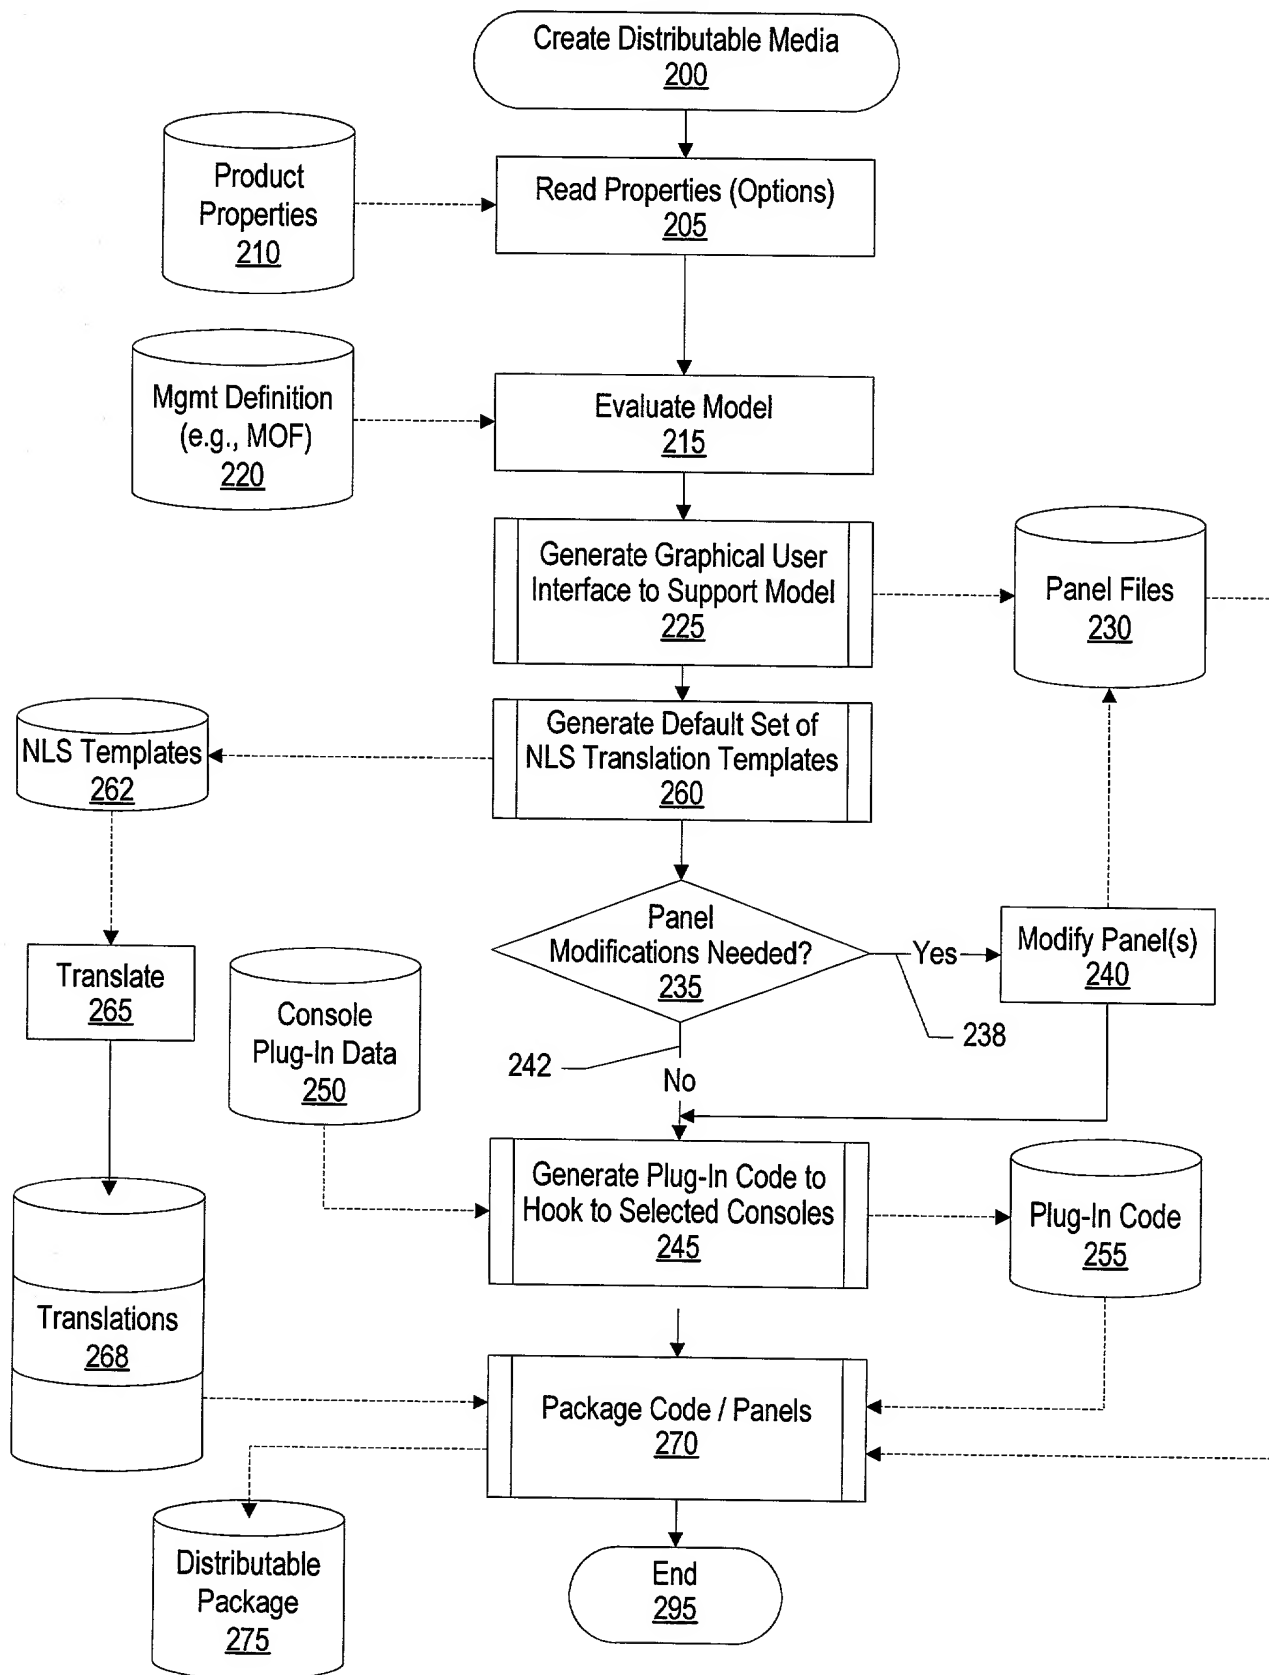 Create Distributable Media
200
Product
Properties
210
Read Properties (Options)
205
Mgmt Definition
(e.g., MOF)
220
Evaluate Model
215
Generate Graphical User
Interface to Support Model
225
Panel Files
230
NLS Templates
262
Generate Default Set of
NLS Translation Templates
260
Panel
Modifications Needed?
235
Yes
238
Modify Panel(s)
240
Translate
265
Console
Plug-In Data
250
242
No
Generate Plug-In Code to
Hook to Selected Consoles
245
Plug-In Code
255
Translations
268
Package Code / Panels
270
Distributable
Package
275
End
295